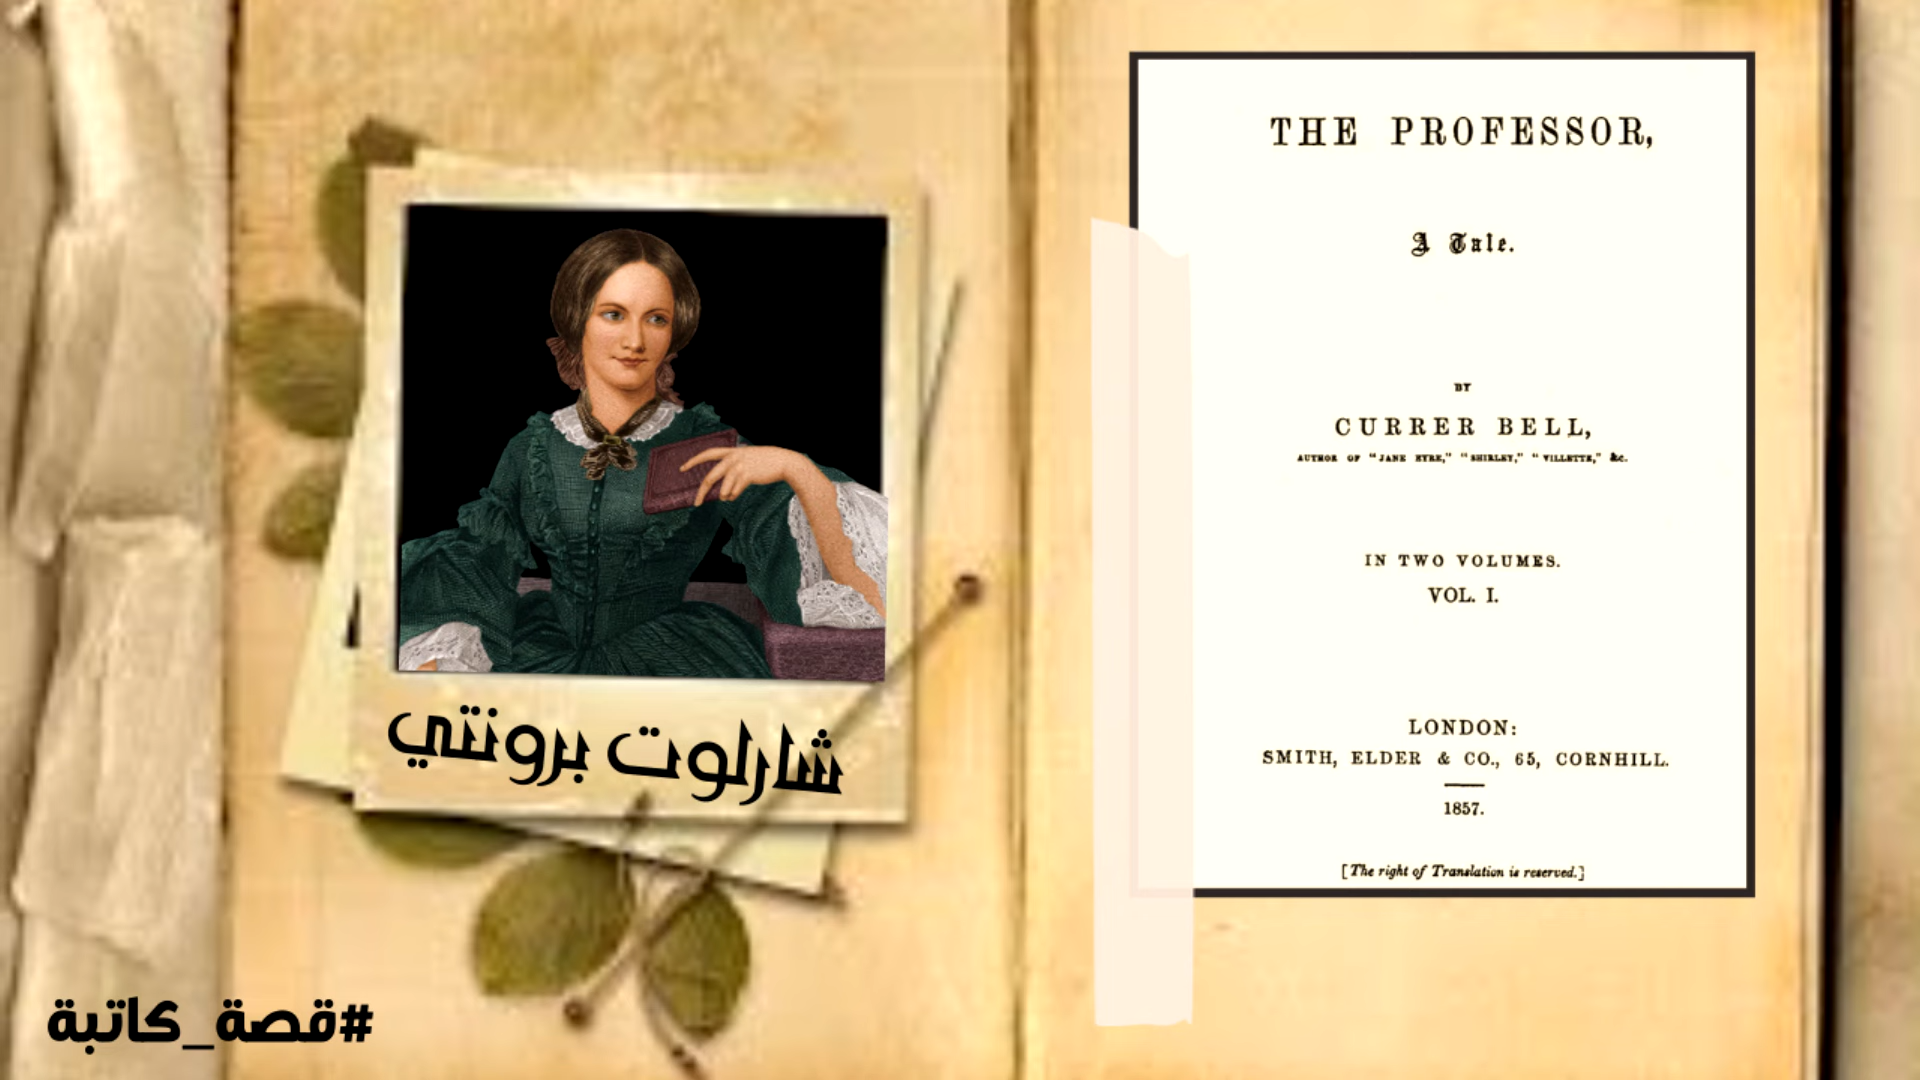 شارلوت برونتي
#قصة_كاتبة
THE PROFESSOR,
A Tale.
BY
CURRER BELL,
AUTHOR OF "JANE EYRE," "SHIRLEY," "VILLETTE," &c.
IN TWO VOLUMES.
VOL. I.
LONDON:
SMITH, ELDER & CO., 65, CORNHILL.
1857.
[The right of Translation is reserved.]